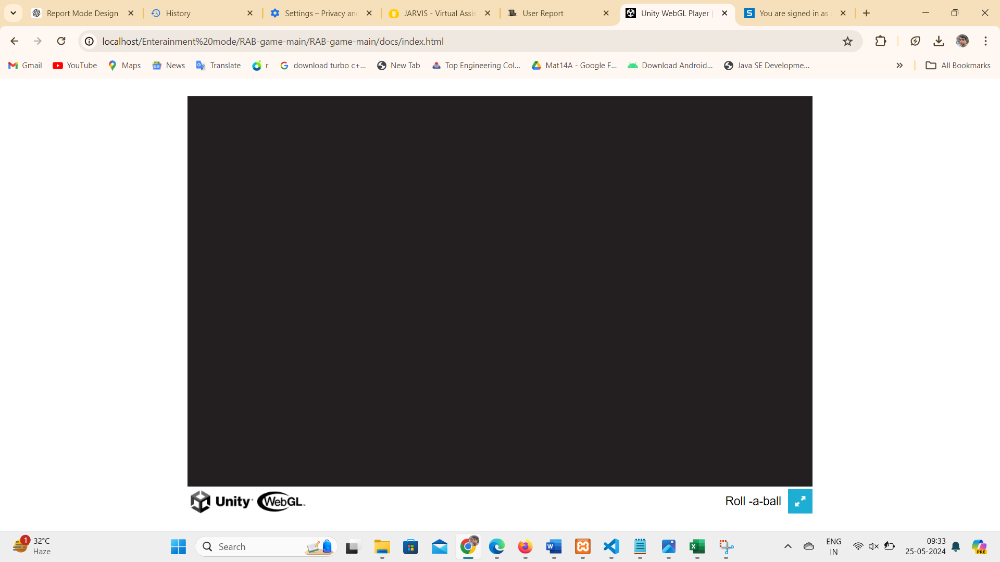 Report Mode Design
History
Settings – Privacy an
JARVIS - Virtual Assis
User Report
Unity WebGL Player |
You are signed in as
localhost/Enterainment%20mode/RAB-game-main/RAB-game-main/docs/index.html
Gmail
YouTube
Maps
News
Translate
r
download turbo c+...
New Tab
Top Engineering Col...
Mat14A - Google F...
Download Android...
Java SE Developme...
All Bookmarks
Unity
WebGL
Roll -a-ball
1
32°C
Haze
Search
ENG
IN
09:33
25-05-2024
PRE